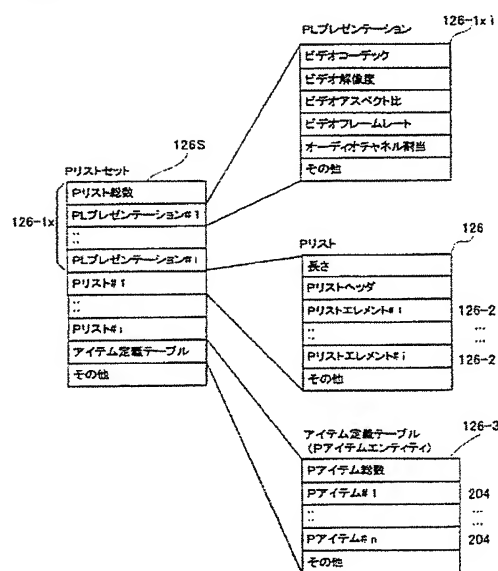 PLプレゼンテーション
126-1x i
ビデオコーデック
ビデオ解像度
ビデオアスペクト比
ビデオフレームレート
オーディオチャネル割当
その他
Pリストセット
126S
126-1x
Pリスト総数
PLプレゼンテーション#1
::
PLプレゼンテーション#i
Pリスト#1
::
Pリスト#i
アイテム定義テーブル
その他
Pリスト
126
長さ
Pリストヘッダ
Pリストエレメント#1
126-2
::
...
Pリストエレメント#j
126-2
その他
アイテム定義テーブル
(Pアイテムエンティティ)
126-3
Pアイテム総数
Pアイテム#1
204
::
...
Pアイテム#n
204
その他